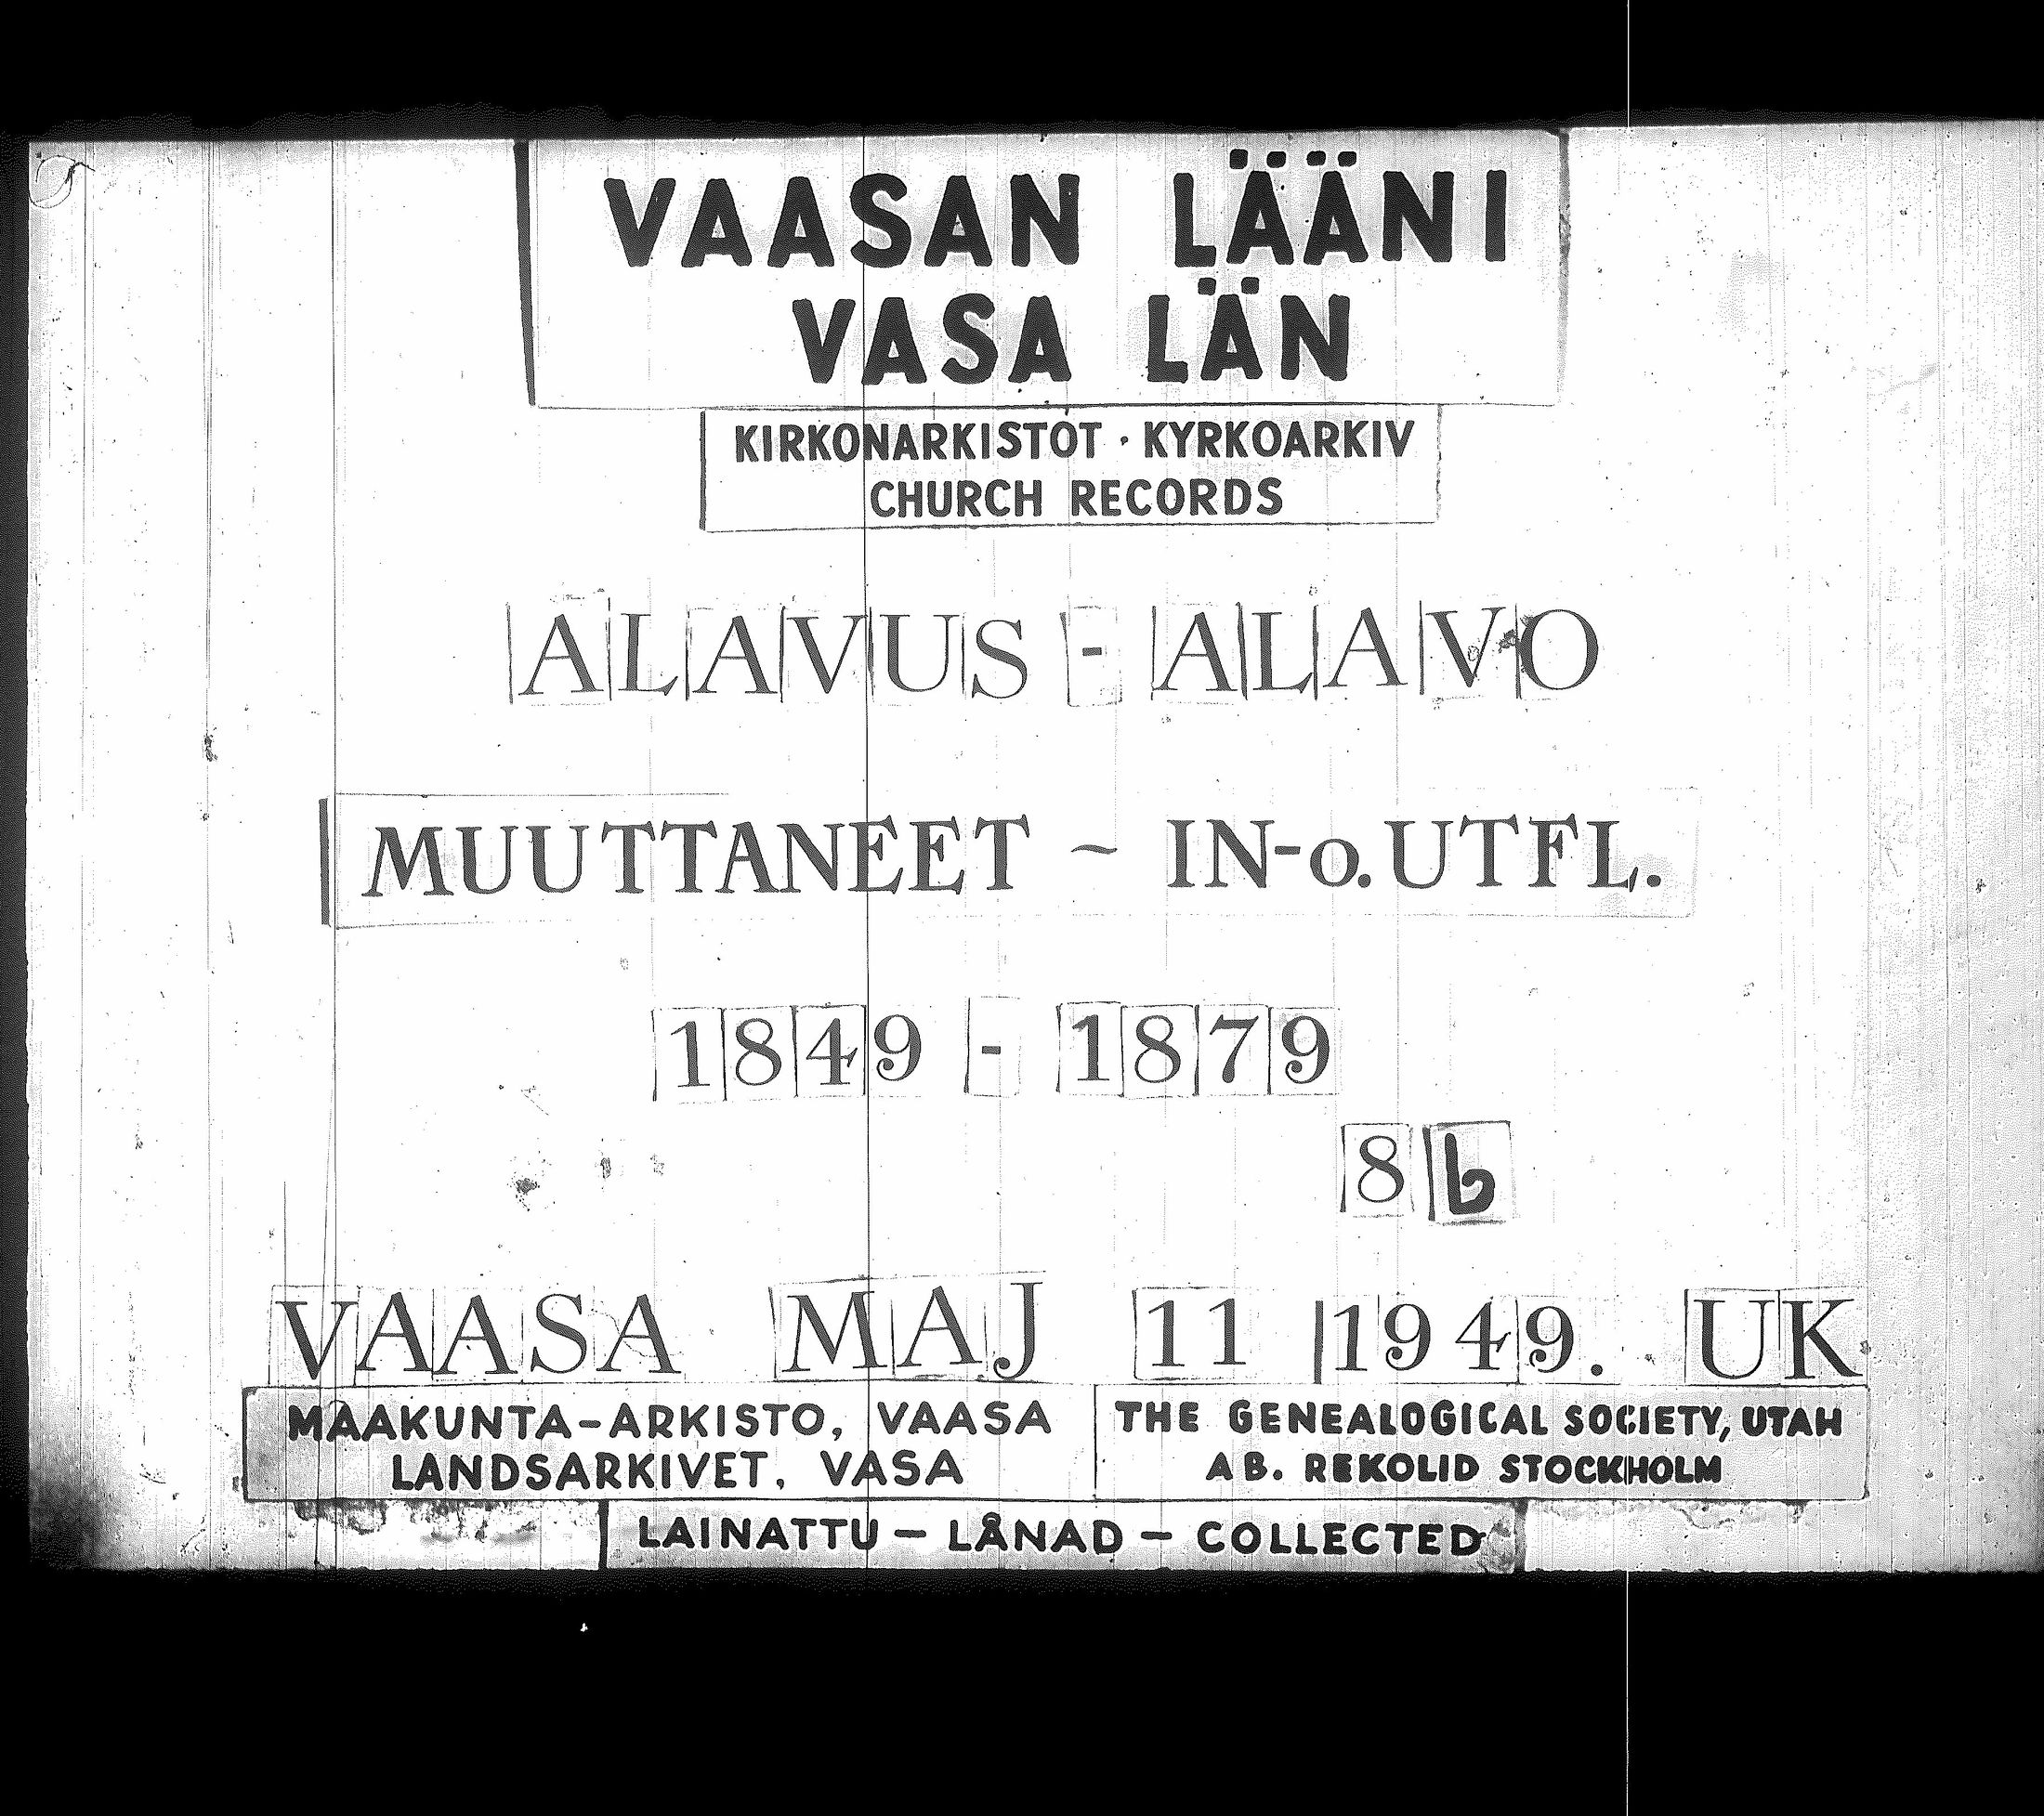 VAASAN LÄÄNI
VASA LÄN
KIRKONARKISTOT · KYRKOARKIV
CHURCH RECORDS
ALAVUS - ALAVO
MUUTTANEET ~ IN-o.UTFL.
1849 - 1879
8 b
VAASA MAJ 11 1949. UK
MAAKUNTA-ARKISTO, VAASA
LANDSARKIVET, VASA
THE GENEALOGICAL SOCIETY, UTAH
AB. REKOLID STOCKHOLM
LAINATTU - LÅNAD - COLLECTED